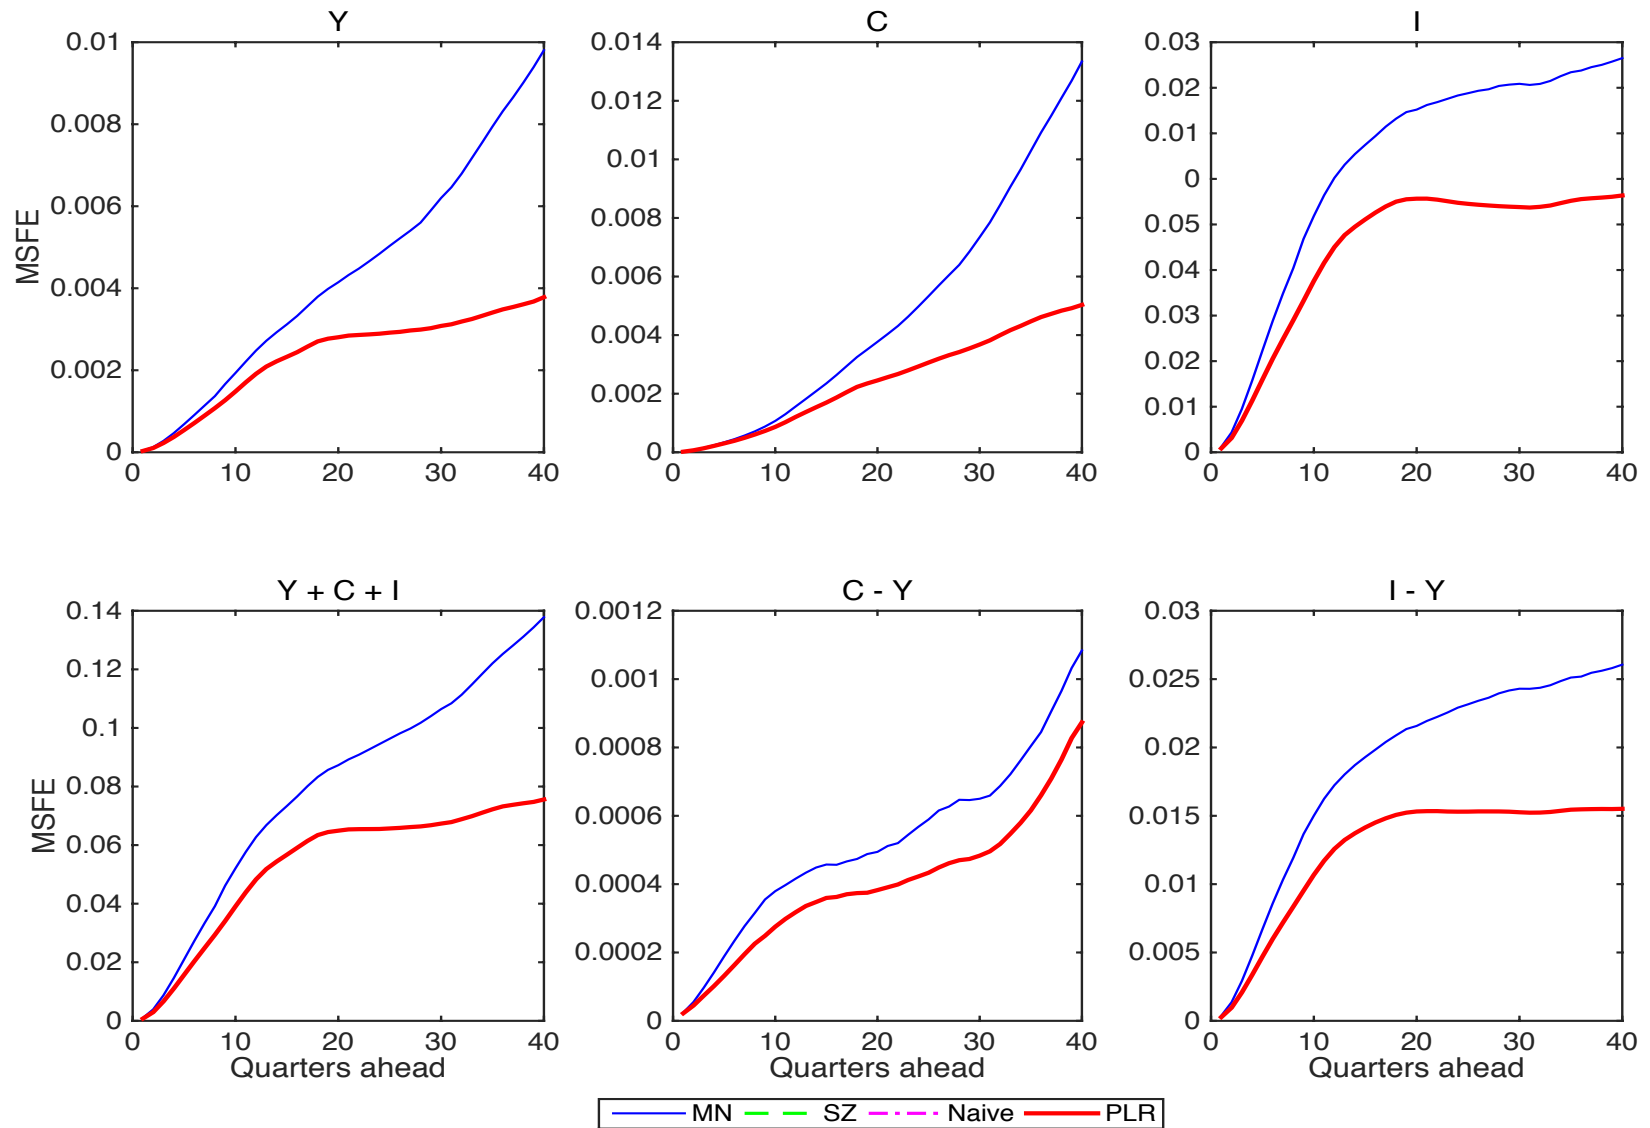 Y
C
I
0.01
0.008
0.006
0.004
0.002
0
MSFE
0 10 20 30 40
0.014
0.012
0.01
0.008
0.006
0.004
0.002
0
0 10 20 30 40
0.03
0.02
0.01
0
0.05
0.04
0.03
0.02
0.01
0
0 10 20 30 40
Y + C + I
C - Y
I - Y
0.14
0.12
0.1
0.08
0.06
0.04
0.02
0
MSFE
0 10 20 30 40
Quarters ahead
0.0012
0.001
0.0008
0.0006
0.0004
0.0002
0
0 10 20 30 40
Quarters ahead
0.03
0.025
0.02
0.015
0.01
0.005
0
0 10 20 30 40
Quarters ahead
MN SZ Naive PLR